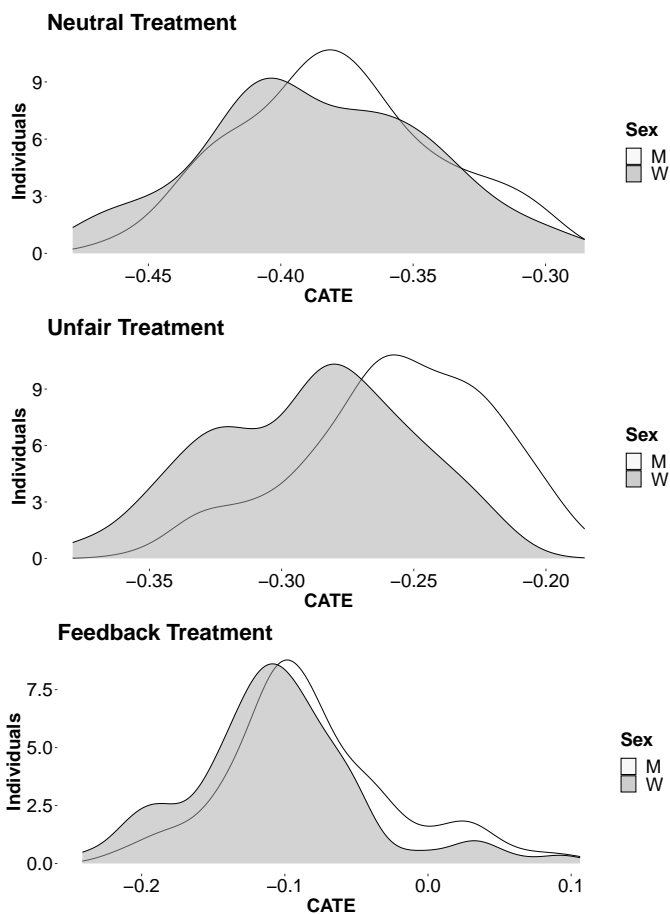 Neutral Treatment
Individuals
9
6
3
0
−0.45 −0.40 −0.35 −0.30
CATE
Sex
M
W
Unfair Treatment
Individuals
9
6
3
0
−0.35 −0.30 −0.25 −0.20
CATE
Sex
M
W
Feedback Treatment
Individuals
7.5
5.0
2.5
0.0
−0.2 −0.1 0.0 0.1
CATE
Sex
M
W